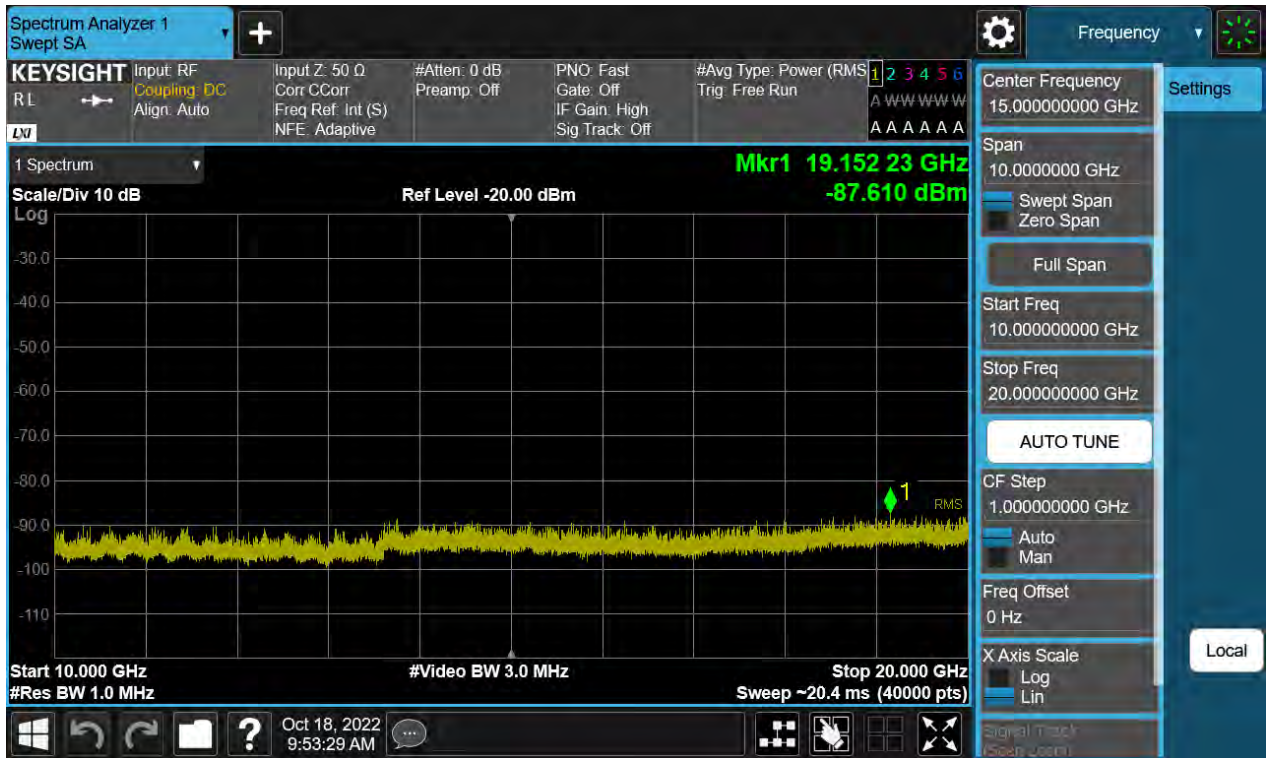 Spectrum Analyzer 1
Swept SA
+
Frequency
KEYSIGHT
RL
LXI
Input: RF
Coupling: DC
Align: Auto
Input Z: 50 Ω
Corr CCorr
Freq Ref: Int (S)
NFE: Adaptive
#Atten: 0 dB
Preamp: Off
PNO: Fast
Gate: Off
IF Gain: High
Sig Track: Off
#Avg Type: Power (RMS
Trig: Free Run
1 2 3 4 5 6
A W W W W W
A A A A A A
1 Spectrum
Scale/Div 10 dB
Log
Ref Level -20.00 dBm
Mkr1 19.152 23 GHz
-87.610 dBm
-30.0
-40.0
-50.0
-60.0
-70.0
-80.0
-90.0
-100
-110
1
RMS
Start 10.000 GHz
#Res BW 1.0 MHz
#Video BW 3.0 MHz
Stop 20.000 GHz
Sweep ~20.4 ms (40000 pts)
Center Frequency
15.000000000 GHz
Span
10.0000000 GHz
Swept Span
Zero Span
Full Span
Start Freq
10.000000000 GHz
Stop Freq
20.000000000 GHz
AUTO TUNE
CF Step
1.000000000 GHz
Auto
Man
Freq Offset
0 Hz
X Axis Scale
Log
Lin
Signal Track
(Span Zoom)
Settings
Local
?
Oct 18, 2022
9:53:29 AM